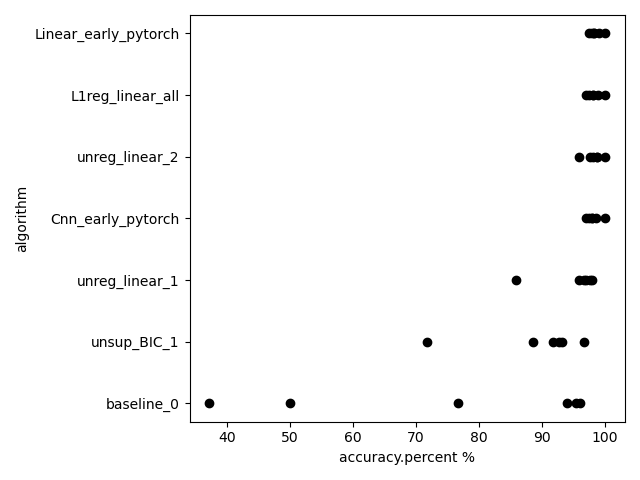 Linear_early_pytorch
L1reg_linear_all
unreg_linear_2
Cnn_early_pytorch
unreg_linear_1
unsup_BIC_1
baseline_0
algorithm
40 50 60 70 80 90 100
accuracy.percent %